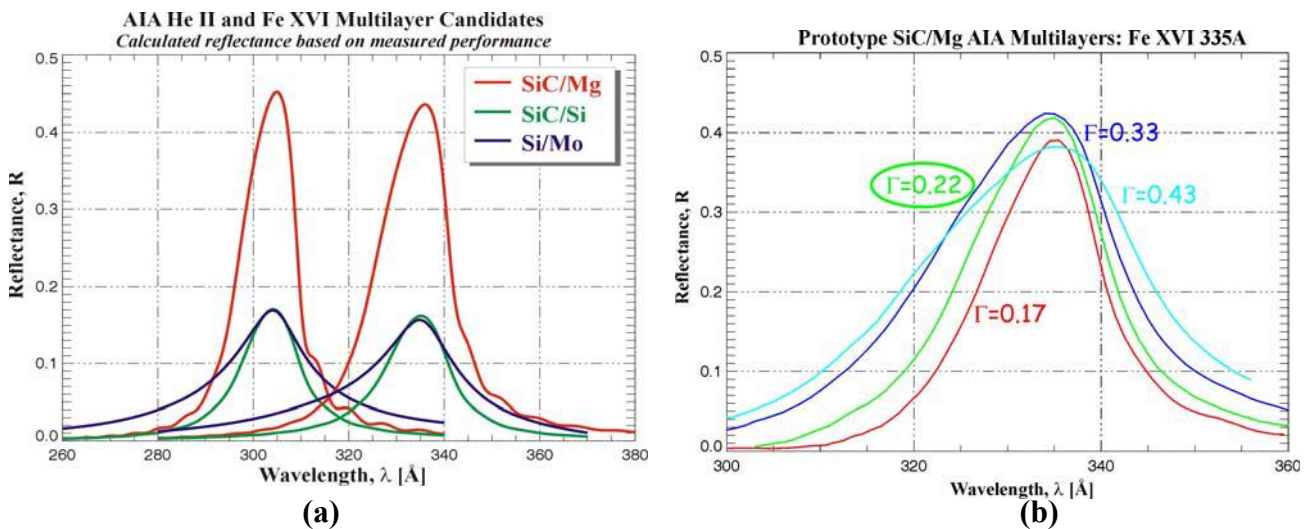 AIA He II and Fe XVI Multilayer Candidates
Calculated reflectance based on measured performance
Reflectance, R
0.5
0.4
0.3
0.2
0.1
0.0
SiC/Mg
SiC/Si
Si/Mo
260 280 300 320 340 360 380
Wavelength, λ [Å]
(a)
Prototype SiC/Mg AIA Multilayers: Fe XVI 335A
Reflectance, R
0.5
0.4
0.3
0.2
0.1
0.0
Γ=0.33
Γ=0.22
Γ=0.43
Γ=0.17
300 320 340 360
Wavelength, λ [Å]
(b)